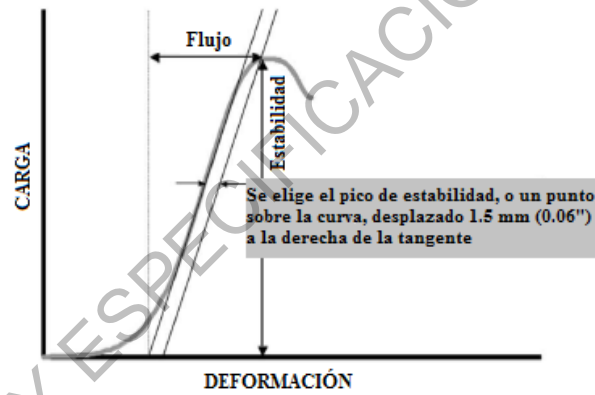 Flujo
Estabilidad
CARGA
Se elige el pico de estabilidad, o un punto
sobre la curva, desplazado 1.5 mm (0.06")
a la derecha de la tangente
DEFORMACIÓN
Y ESPECIFICACIO